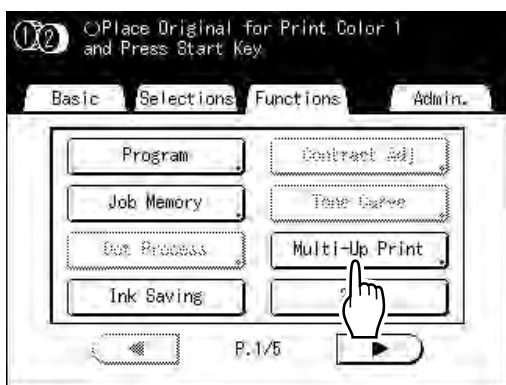 ①② ○Place Original for Print Color 1
and Press Start Key
Basic Selections Functions Admin.
Program Contrast Adj
Job Memory Tone Curve
Dot Process Multi-Up Print
Ink Saving
P.1/5